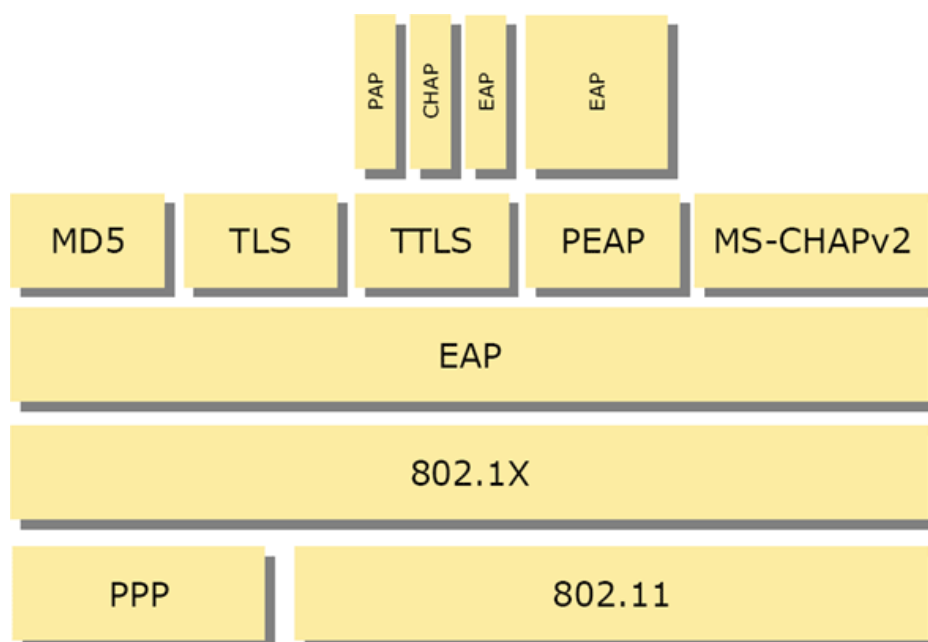 PAP
CHAP
EAP
EAP
MD5
TLS
TTLS
PEAP
MS-CHAPv2
EAP
802.1X
PPP
802.11